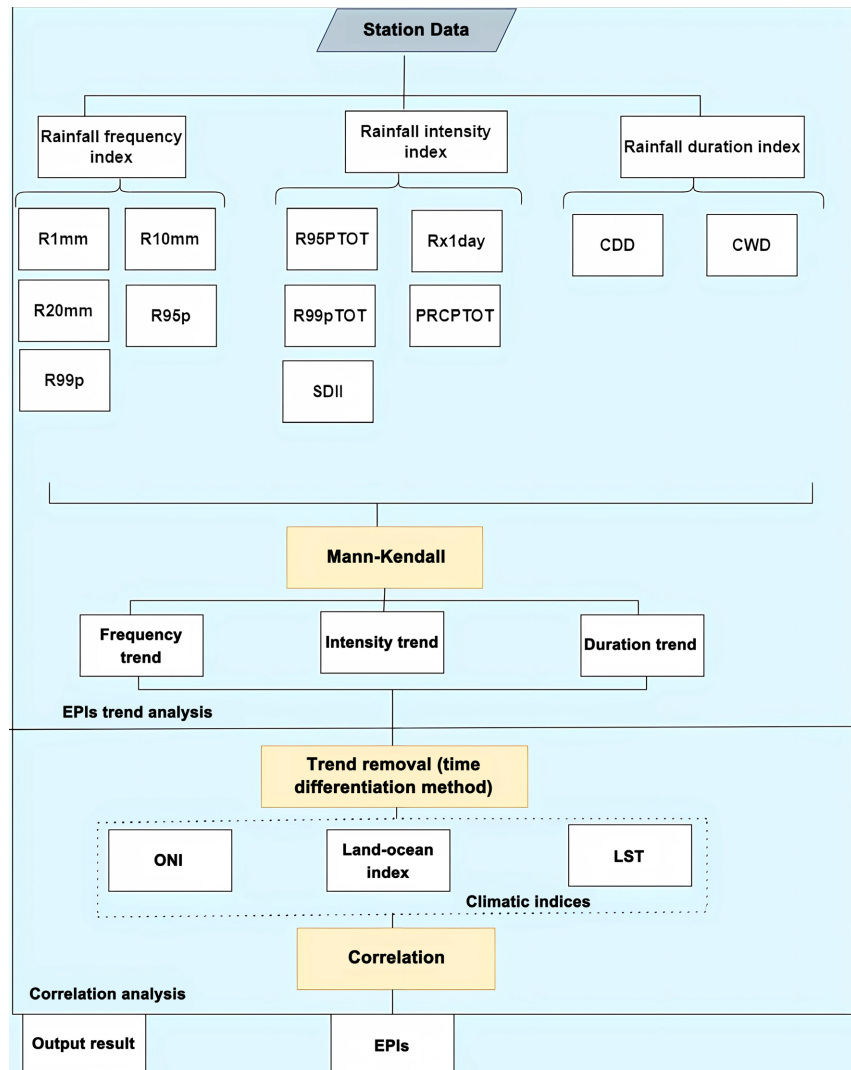 Station Data
Rainfall frequency
index
Rainfall intensity
index
Rainfall duration index
R1mm
R10mm
R20mm
R95p
R99p
R95PTOT
Rx1day
R99pTOT
PRCPTOT
SDII
CDD
CWD
Mann-Kendall
Frequency
trend
Intensity trend
Duration trend
EPIs trend analysis
Trend removal (time
differentiation method)
ONI
Land-ocean
index
LST
Climatic indices
Correlation
Correlation analysis
Output result
EPIs